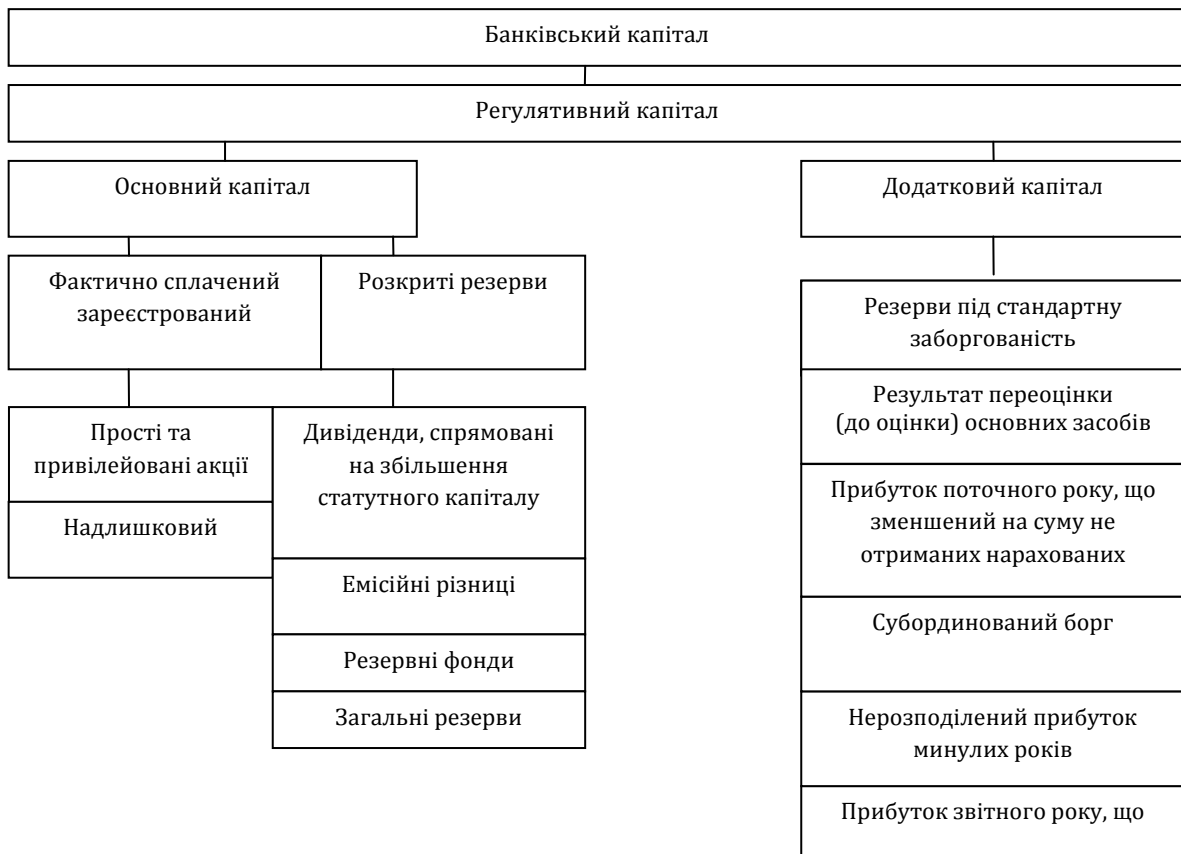 Банківський капітал
Регулятивний капітал
Основний капітал
Додатковий капітал
Фактично сплачений
зареєстрований
Розкриті резерви
Резерви під стандартну
заборгованість
Результат переоцінки
(до оцінки) основних засобів
Прибуток поточного року, що
зменшений на суму не
отриманих нарахованих
Субординований борг
Нерозподілений прибуток
минулих років
Прибуток звітного року, що
Прості та
привілейовані акції
Надлишковий
Дивіденди, спрямовані
на збільшення
статутного капіталу
Емісійні різниці
Резервні фонди
Загальні резерви